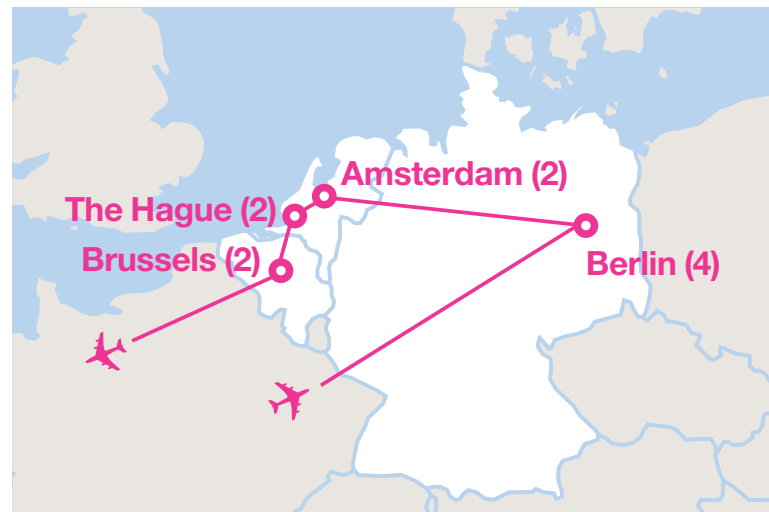 Amsterdam (2)
The Hague (2)
Brussels (2)
Berlin (4)